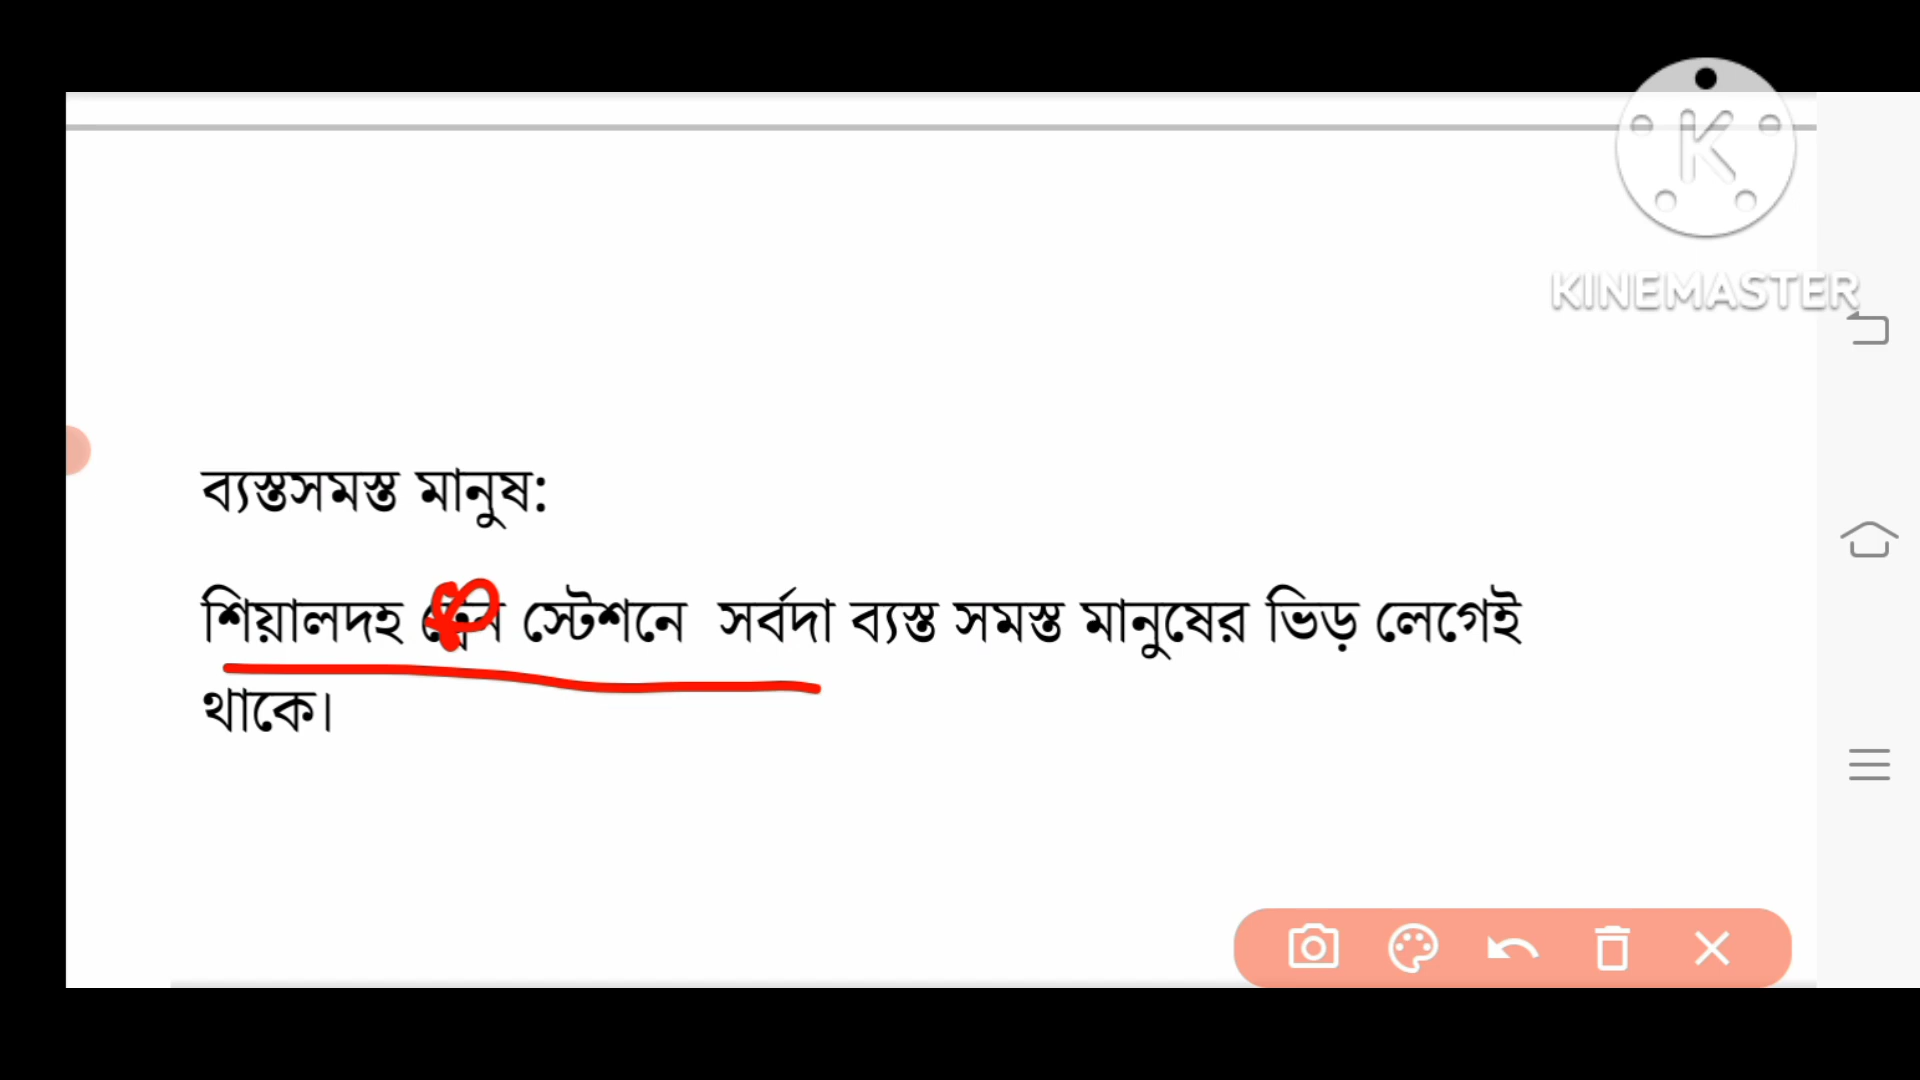 K
KINEMASTER
ব্যস্তসমস্ত মানুষ:
শিয়ালদহ স্টেশনে সর্বদা ব্যস্ত সমস্ত মানুষের ভিড় লেগেই
থাকে।